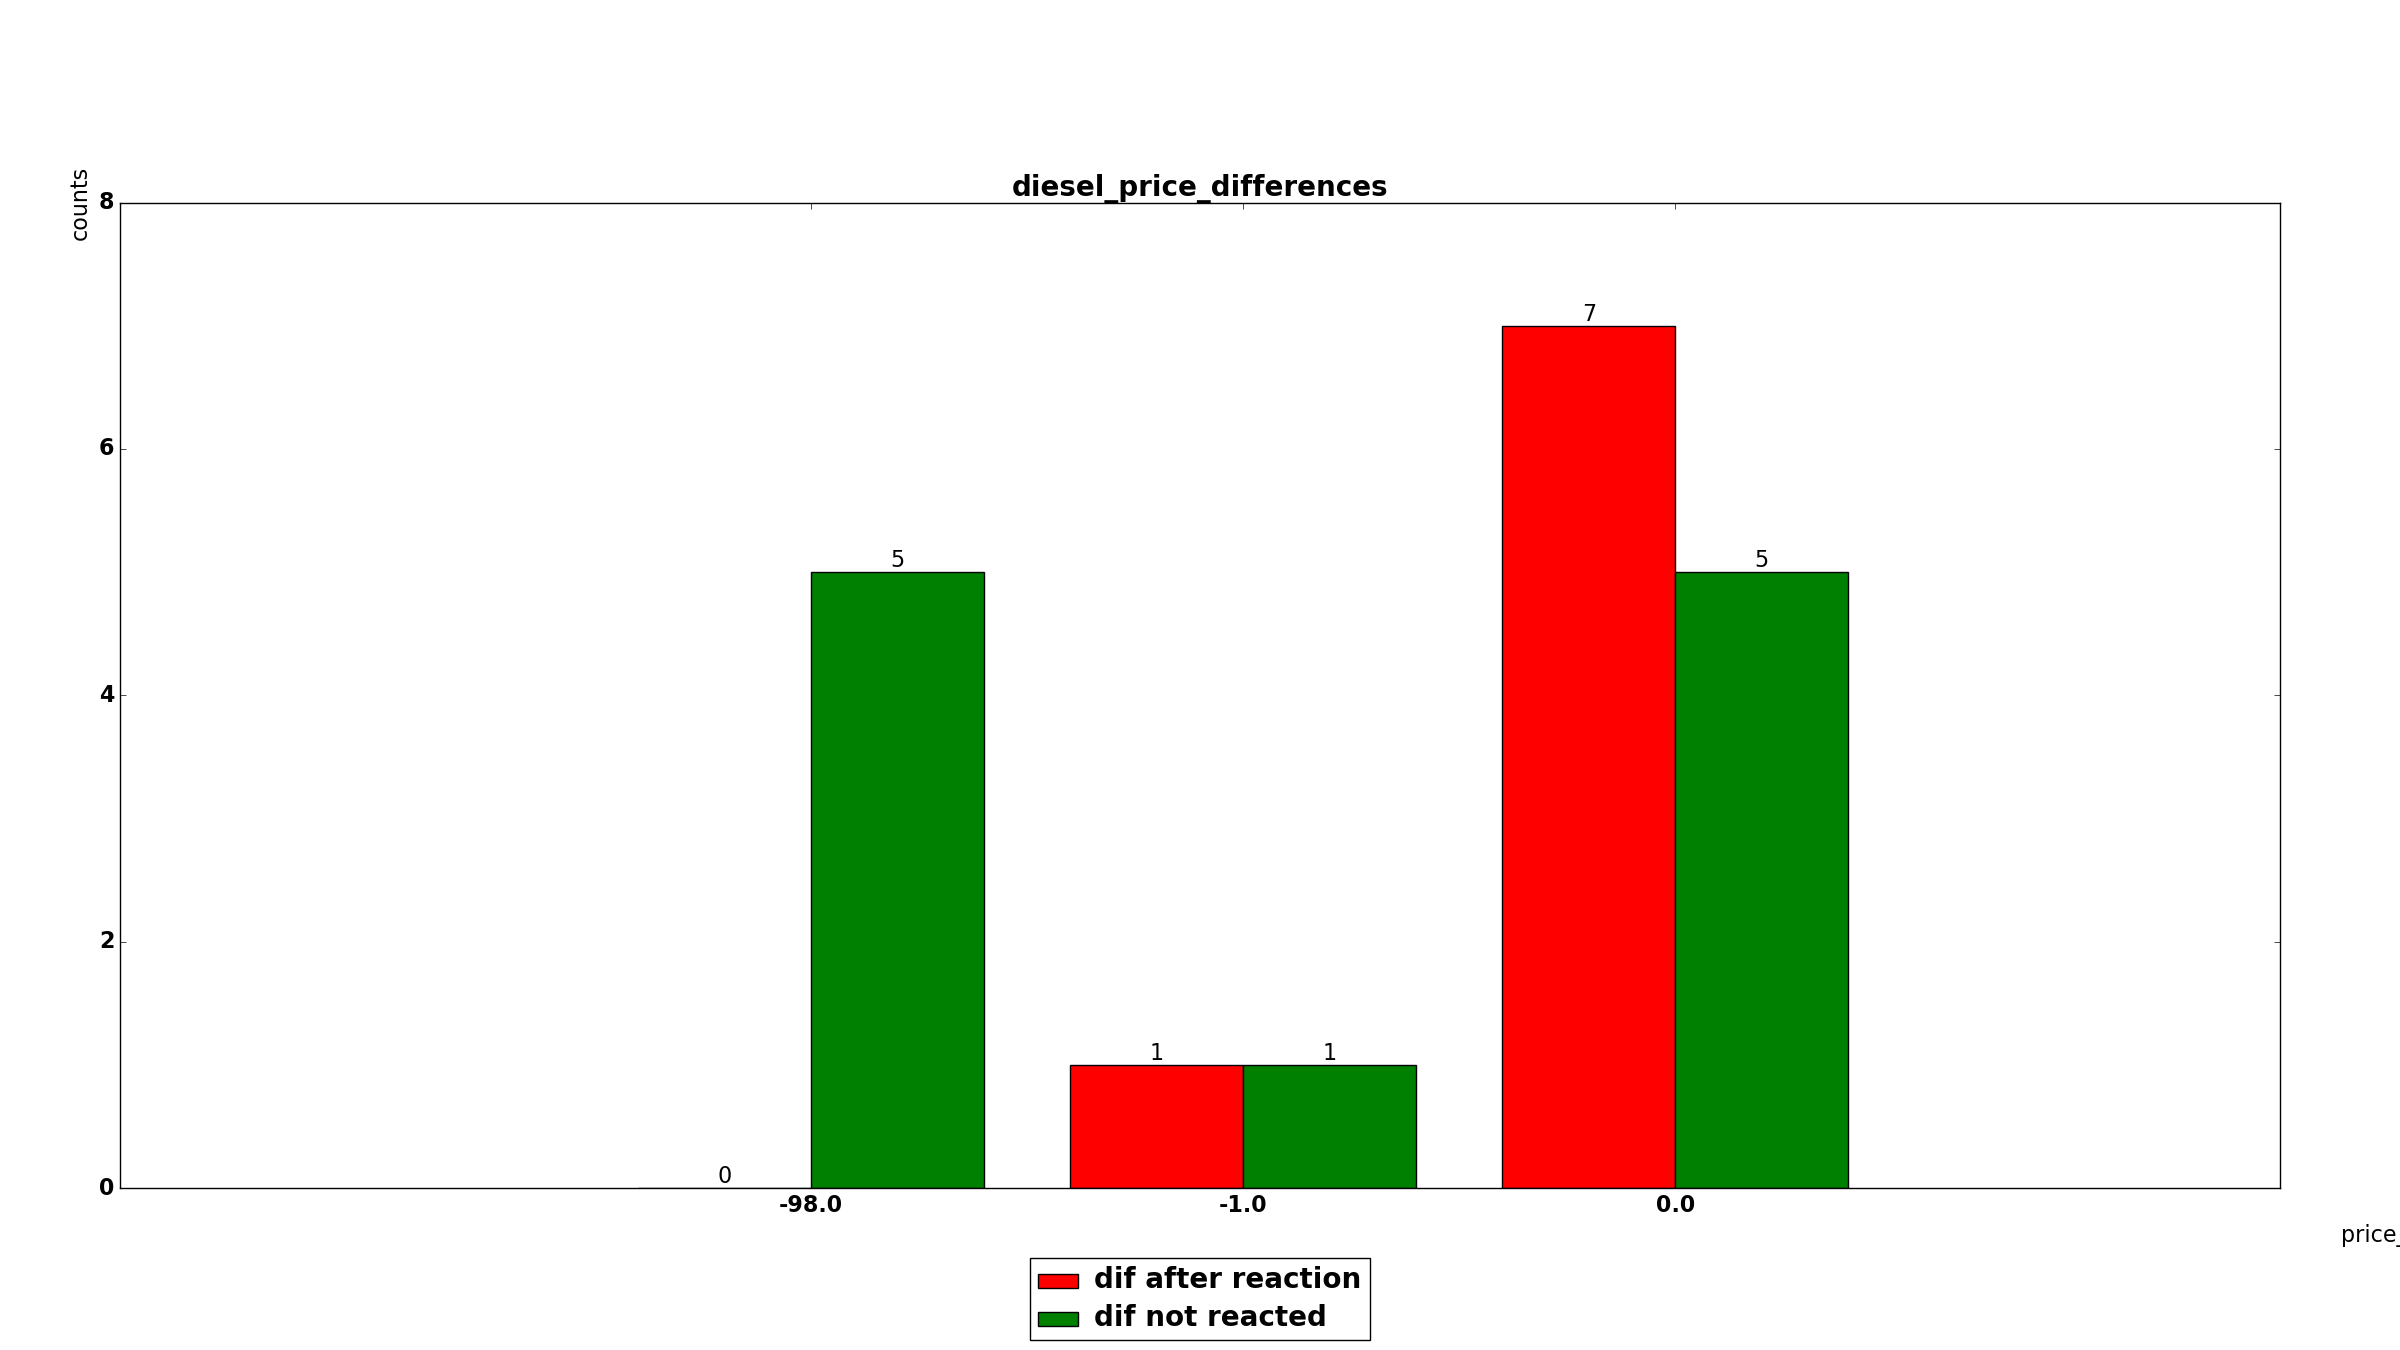 diesel_price_differences
counts
8
6
4
2
0
7
5
5
1
1
0
-98.0
-1.0
0.0
price_
dif after reaction
dif not reacted